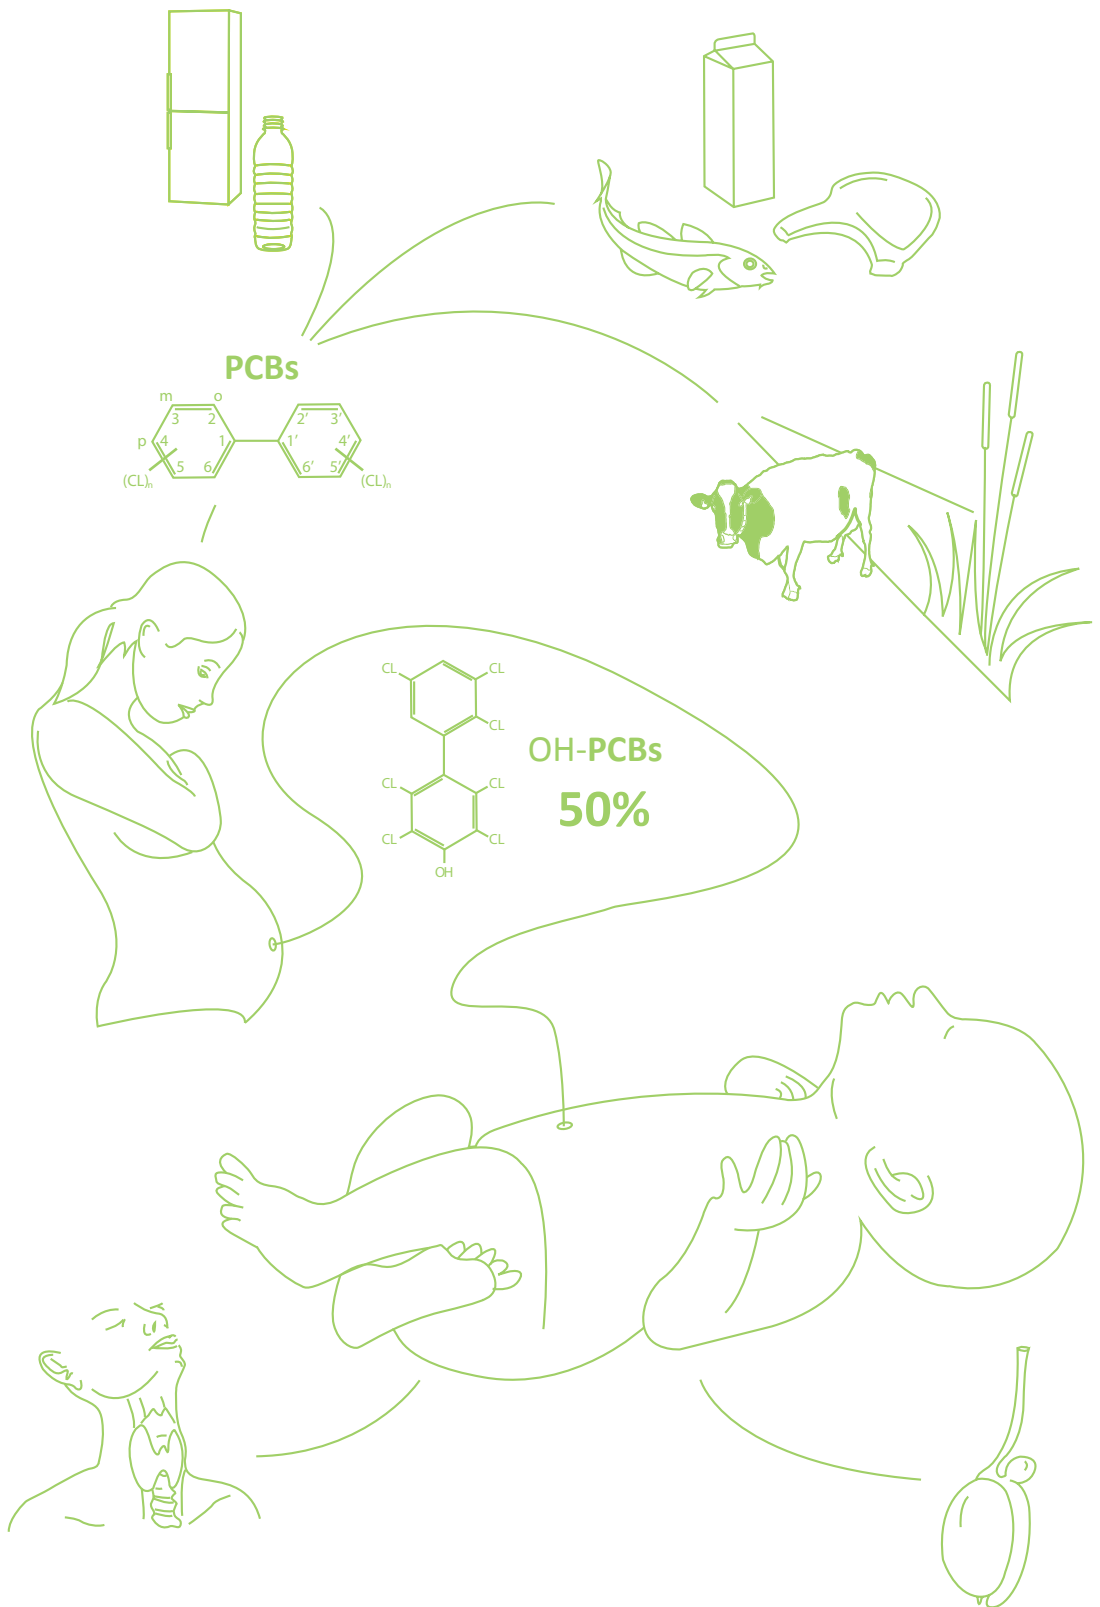 PCBs
m o
3 2 2’ 3’
p 4 1 1’ 4’
5 6 6’ 5’
(CL)n (CL)n
CL CL
CL
OH-PCBs
CL CL
50%
CL CL
OH